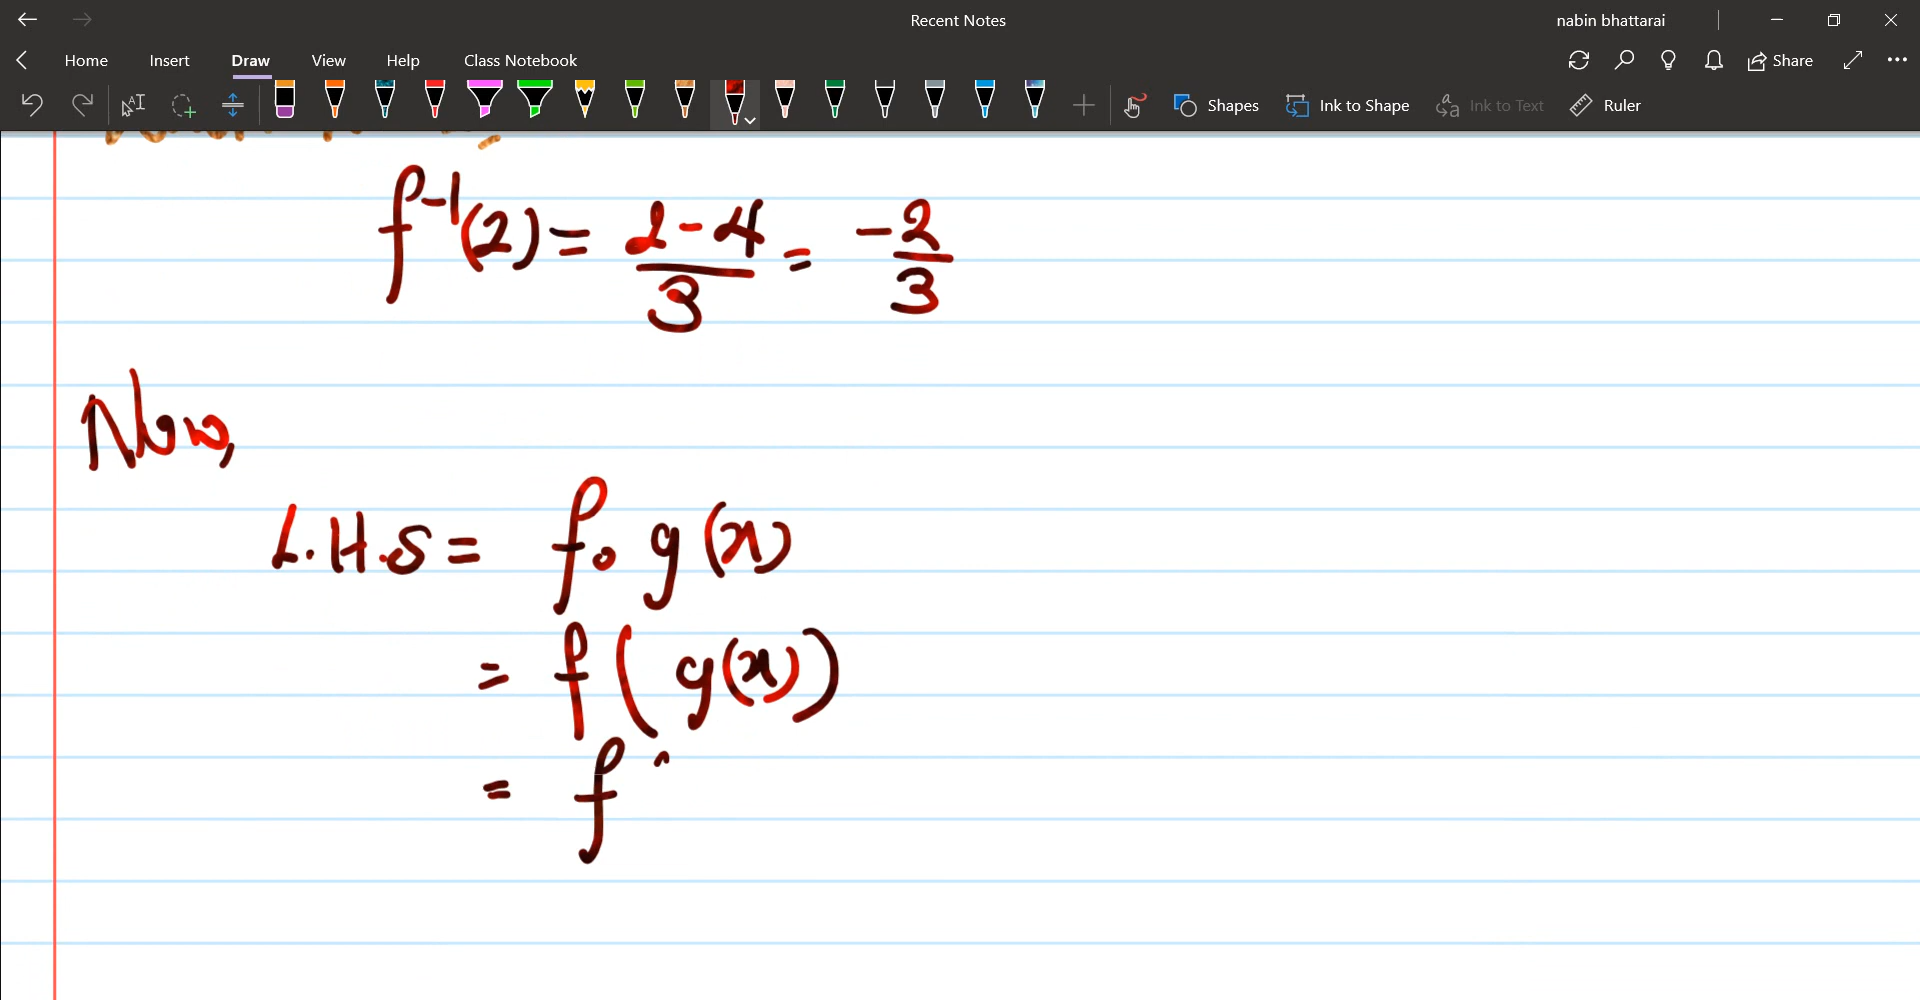 Recent Notes
nabin bhattarai
Home Insert Draw View Help Class Notebook
Share
Shapes Ink to Shape Ink to Text Ruler
f⁻¹(2) = 2-4/3 = -2/3
Now,
L.H.S = fo g(x)
= f( g(x))
= f